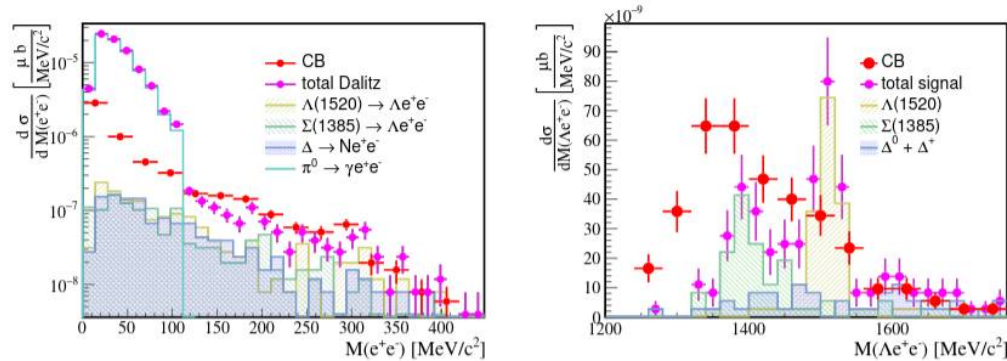 dσ
dM(e⁺e⁻)
[μb
MeV/c²]
10⁻⁵
10⁻⁶
10⁻⁷
10⁻⁸
CB
total Dalitz
Λ(1520) → Λe⁺e⁻
Σ(1385) → Λe⁺e⁻
Δ → Ne⁺e⁻
π⁰ → γe⁺e⁻
0 50 100 150 200 250 300 350 400
M(e⁺e⁻) [MeV/c²]
×10⁻⁹
dσ
dM(Λe⁺e⁻)
[μb
MeV/c²]
90
80
70
60
50
40
30
20
10
0
CB
total signal
Λ(1520)
Σ(1385)
Δ⁰ + Δ⁺
1200 1400 1600
M(Λe⁺e⁻) [MeV/c²]